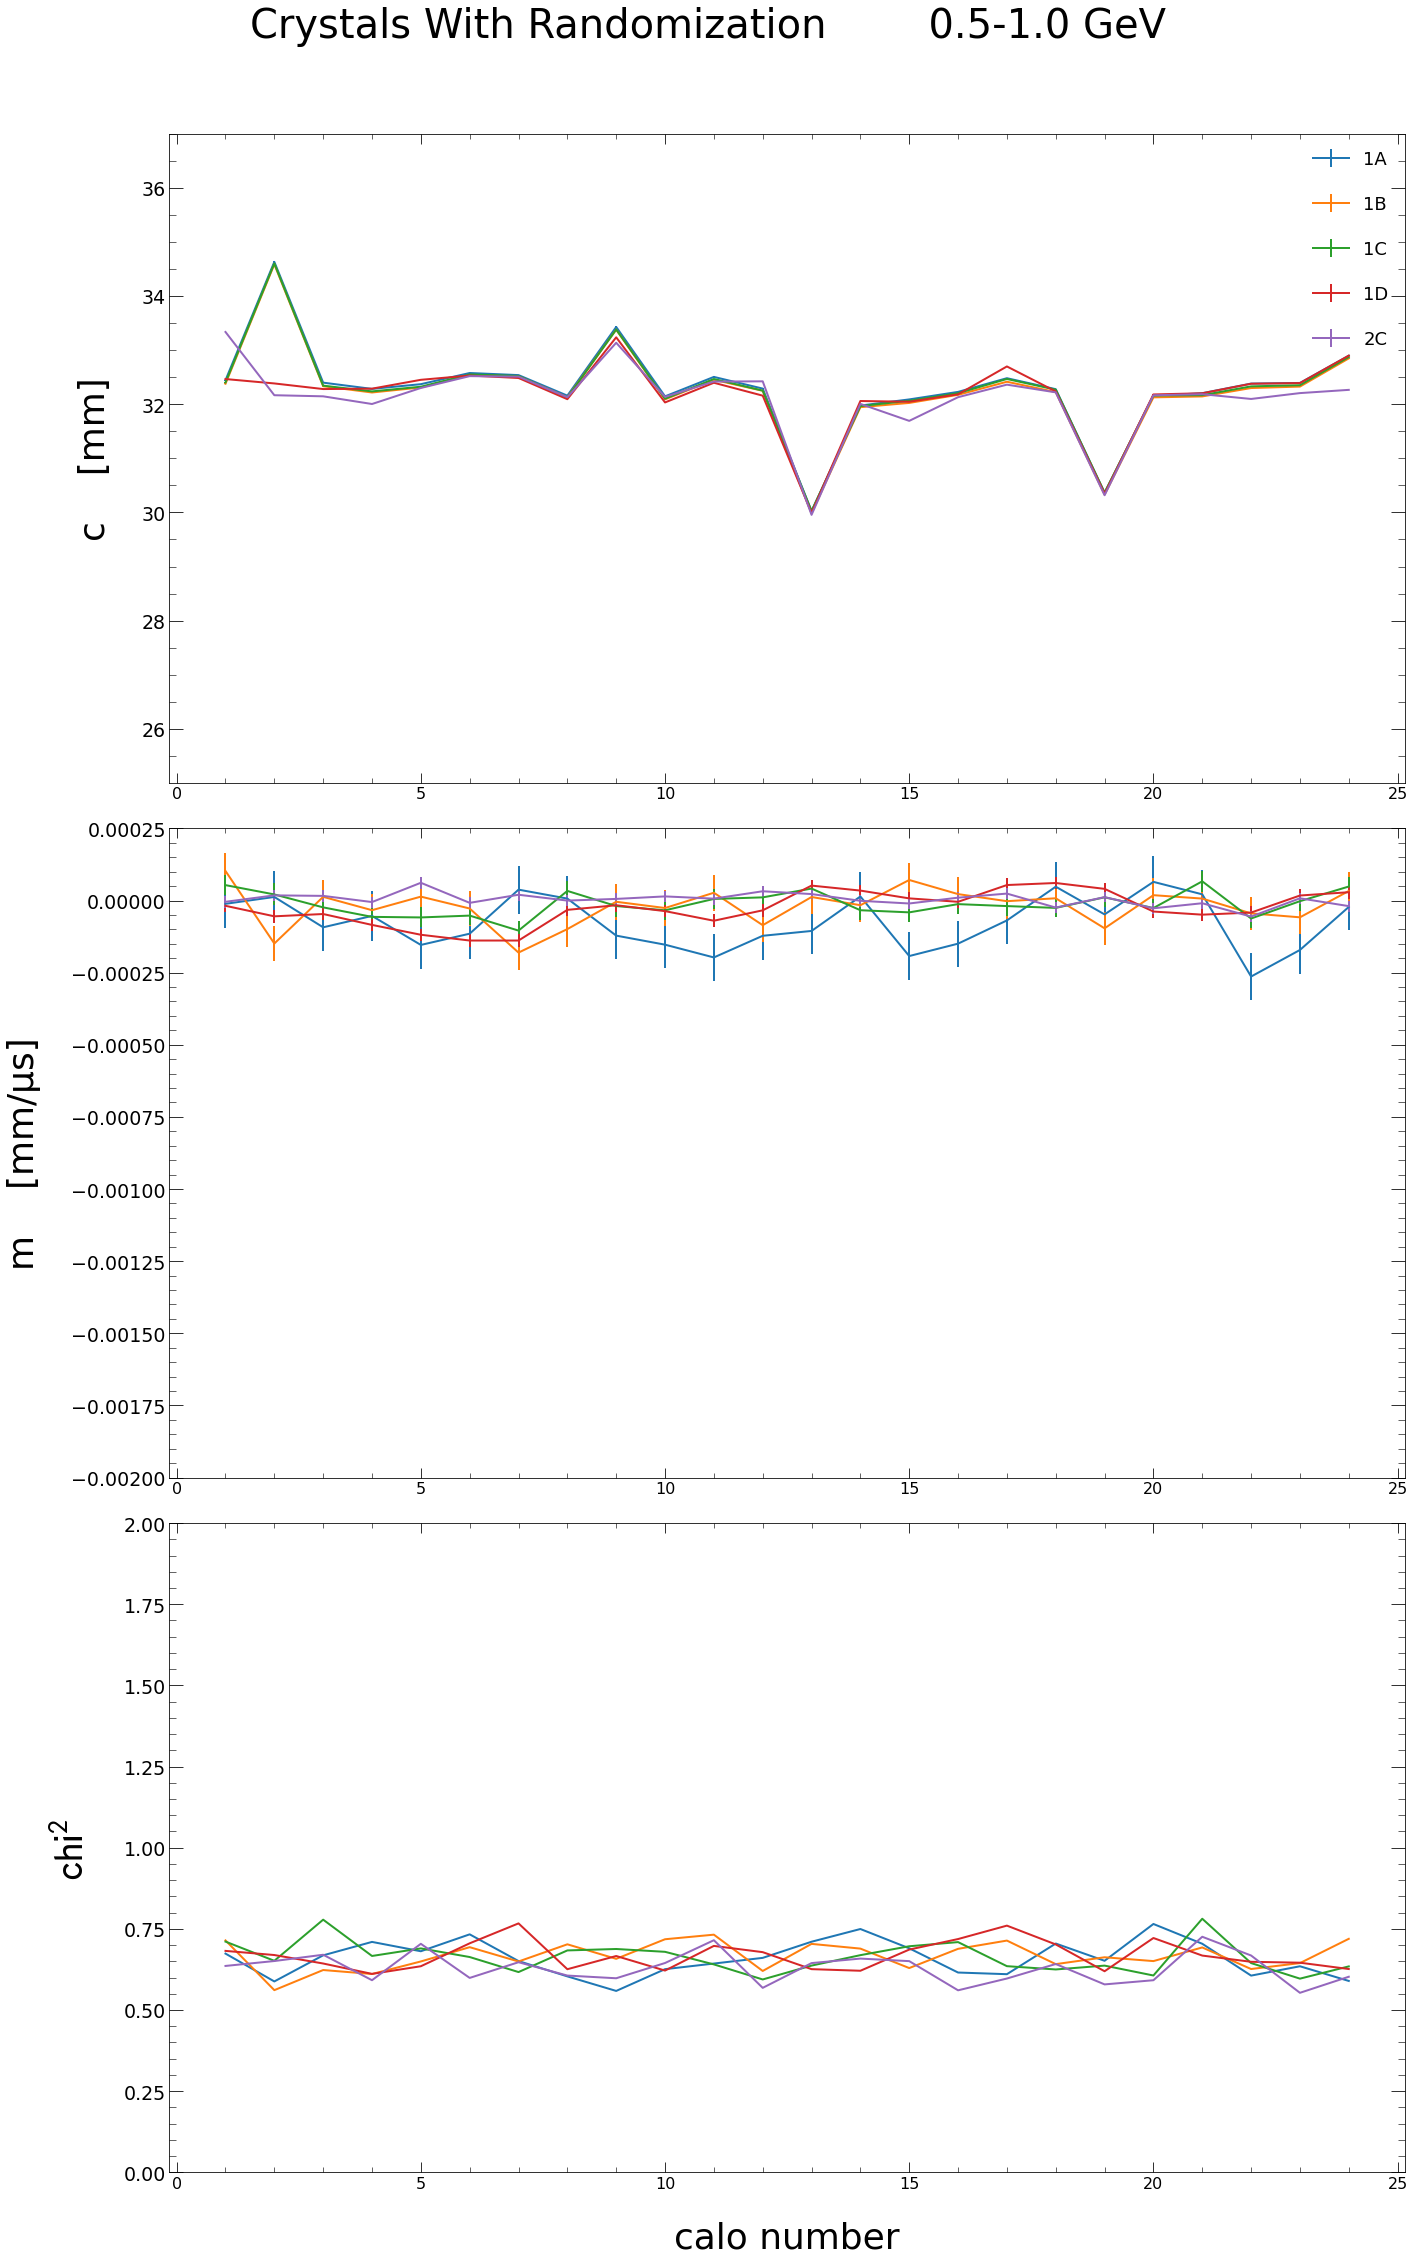 Crystals With Randomization 0.5-1.0 GeV
36
34
32
30
28
26
c [mm]
1A
1B
1C
1D
2C
0 5 10 15 20 25
0.00025
0.00000
−0.00025
−0.00050
−0.00075
−0.00100
−0.00125
−0.00150
−0.00175
−0.00200
m [mm/µs]
0 5 10 15 20 25
2.00
1.75
1.50
1.25
1.00
0.75
0.50
0.25
0.00
chi²
0 5 10 15 20 25
calo number